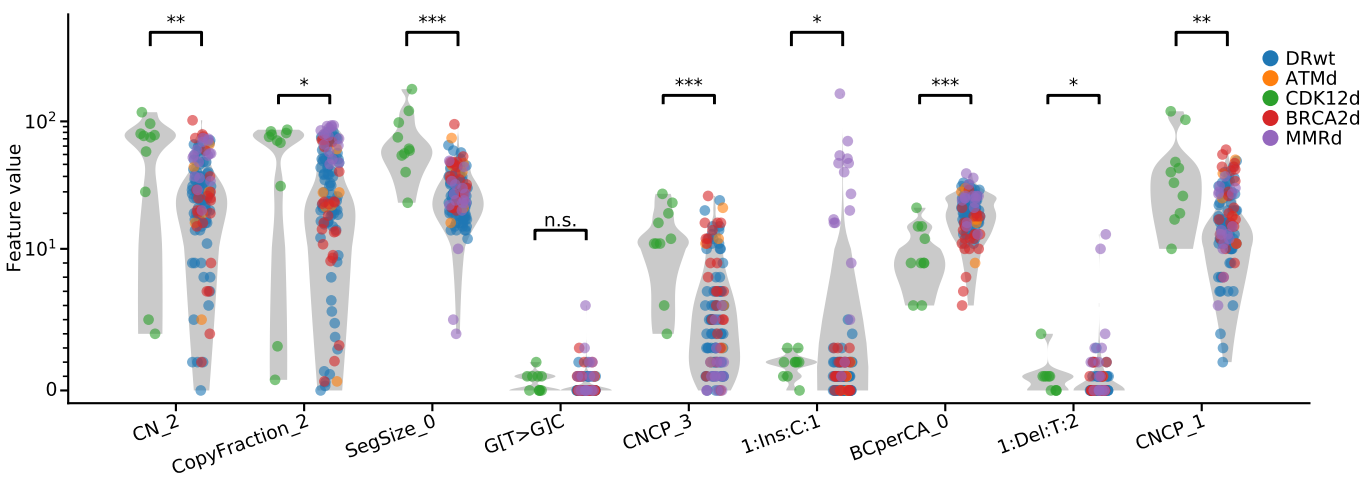 ** * *** n.s. *** * *** * **
DRwt
ATMd
CDK12d
BRCA2d
MMRd
Feature value
10²
10¹
0
CN_2 CopyFraction_2 SegSize_0 G[T>G]C CNCP_3 1:Ins:C:1 BCperCA_0 1:Del:T:2 CNCP_1